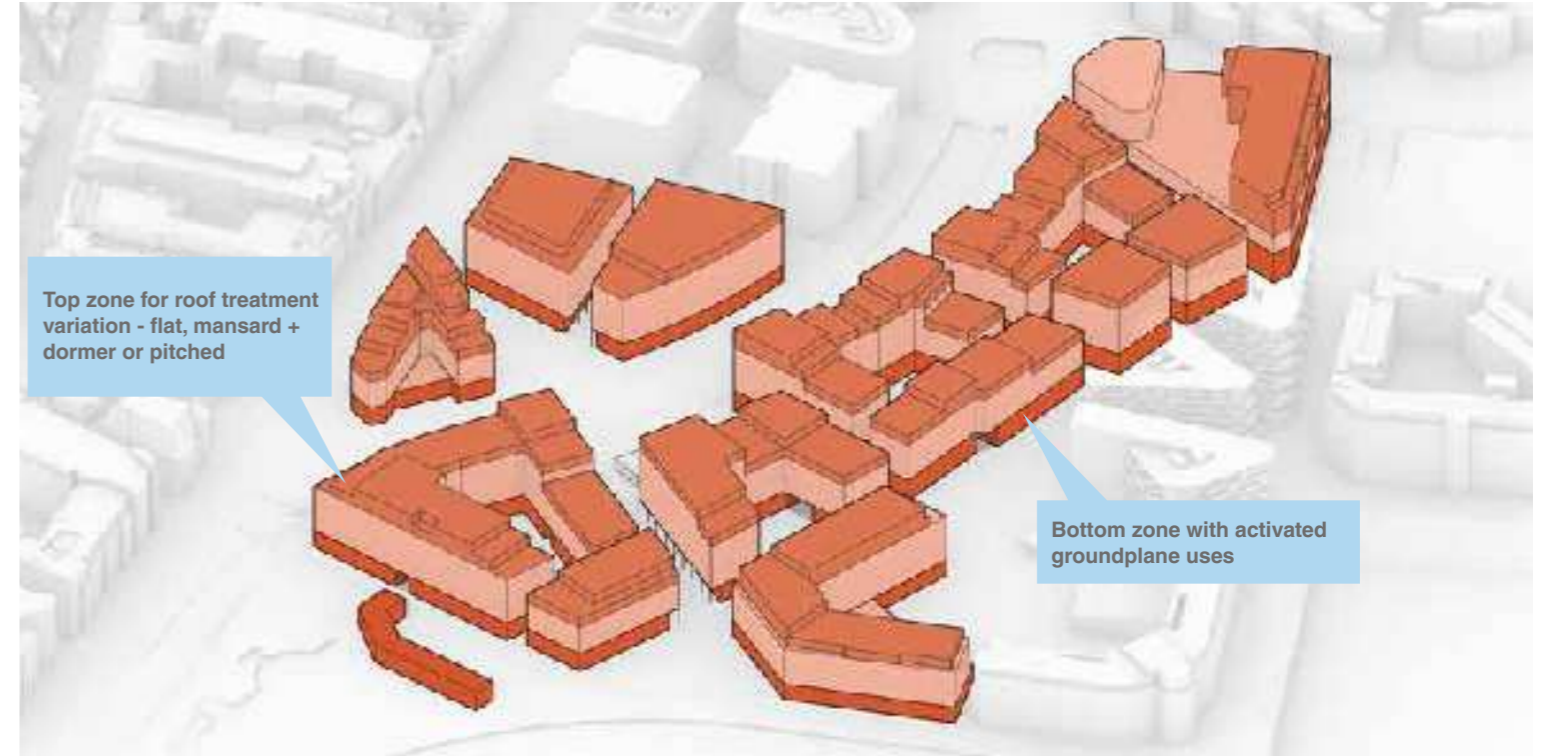 Top zone for roof treatment
variation - flat, mansard +
dormer or pitched
Bottom zone with activated
groundplane uses